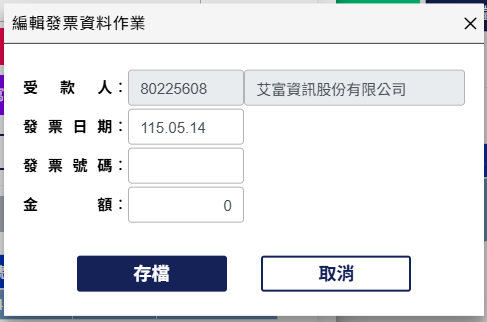 編輯發票資料作業
受款人：80225608 艾富資訊股份有限公司
發票日期：115.05.14
發票號碼：
金額：0
存檔 取消